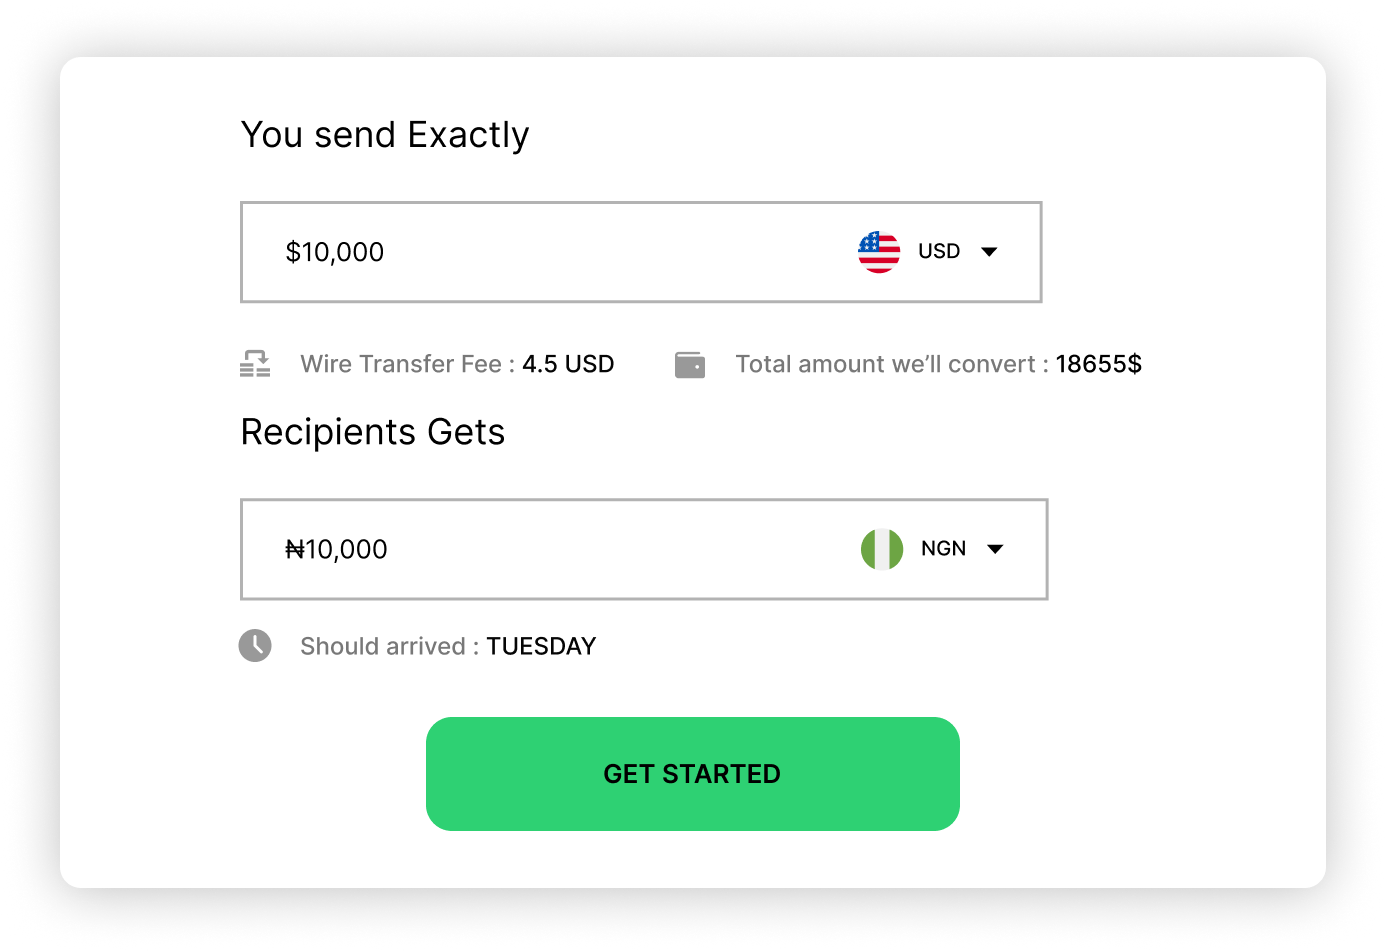 You send Exactly
$10,000 USD
Wire Transfer Fee : 4.5 USD Total amount we’ll convert : 18655$
Recipients Gets
₦10,000 NGN
Should arrived : TUESDAY
GET STARTED